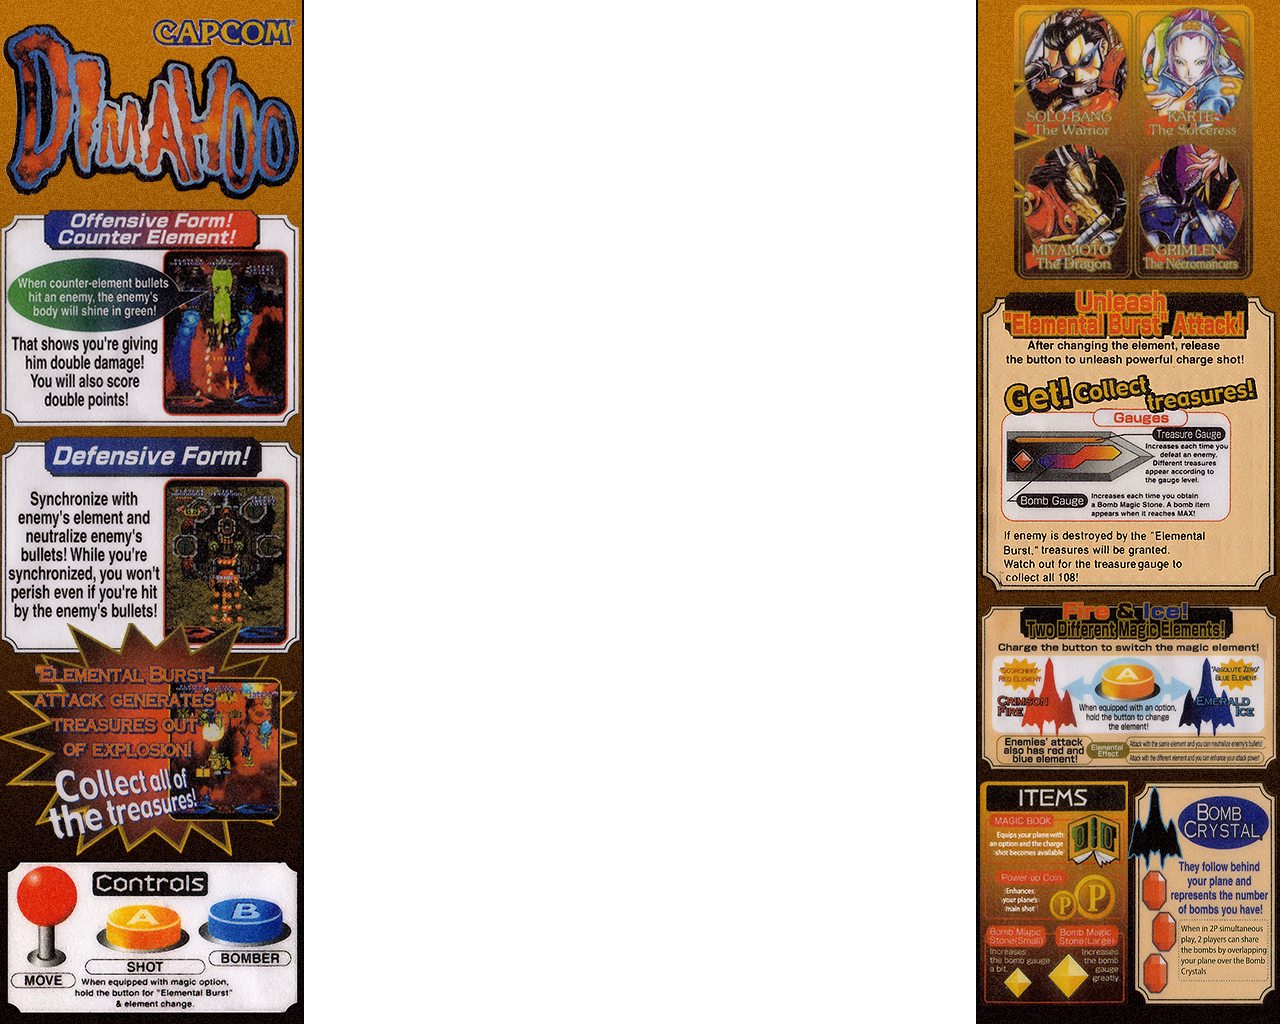 CAPCOM
DIMAHOO
Offensive Form!
Counter Element!
When counter-element bullets
hit an enemy, the enemy's
body will shine in green!
That shows you're giving
him double damage!
You will also score
double points!
Defensive Form!
Synchronize with
enemy's element and
neutralize enemy's
bullets! While you're
synchronized, you won't
perish even if you're hit
by the enemy's bullets!
"ELEMENTAL BURST"
ATTACK GENERATES
TREASURES OUT
OF EXPLOSION!
Collect all of
the treasures!
Controls
A
B
MOVE
SHOT
BOMBER
When equipped with magic option,
hold the button for "Elemental Burst"
& element change.
SOLO-BANG
The Warrior
KARTE
The Sorceress
MIYAMOTO
The Dragon
GRIMLEN
The Necromancers
Unleash
"Elemental Burst" Attack!
After changing the element, release
the button to unleash powerful charge shot!
Get! Collect treasures!
Gauges
Treasure Gauge
Increases each time you
defeat an enemy.
Different treasures
appear according to
the gauge level.
Bomb Gauge
Increases each time you obtain
a Bomb Magic Stone. A bomb item
appears when it reaches MAX!
If enemy is destroyed by the "Elemental
Burst," treasures will be granted.
Watch out for the treasure gauge to
collect all 108!
Fire & Ice!
Two Different Magic Elements!
Charge the button to switch the magic element!
"SCORCHING"
RED ELEMENT
CRIMSON
FIRE
A
When equipped with an option,
hold the button to change
the element!
"ABSOLUTE ZERO"
BLUE ELEMENT
EMERALD
ICE
Enemies' attack
also has red and
blue element!
Elemental
Effect
Attack with the same element and you can neutralize enemy's bullets!
Attack with the different element and you can enhance your attack power!
ITEMS
MAGIC BOOK
Equips your plane with
an option and the charge
shot becomes available
Power-up Coin
Enhances
your plane's
"main shot"
P
P
Bomb Magic
Stone(Small)
Increases
the bomb gauge
a bit.
Bomb Magic
Stone(Large)
Increases
the bomb
gauge
greatly.
BOMB
CRYSTAL
They follow behind
your plane and
represents the number
of bombs you have!
When in 2P simultaneous
play, 2 players can share
the bombs by overlapping
your plane over the Bomb
Crystals